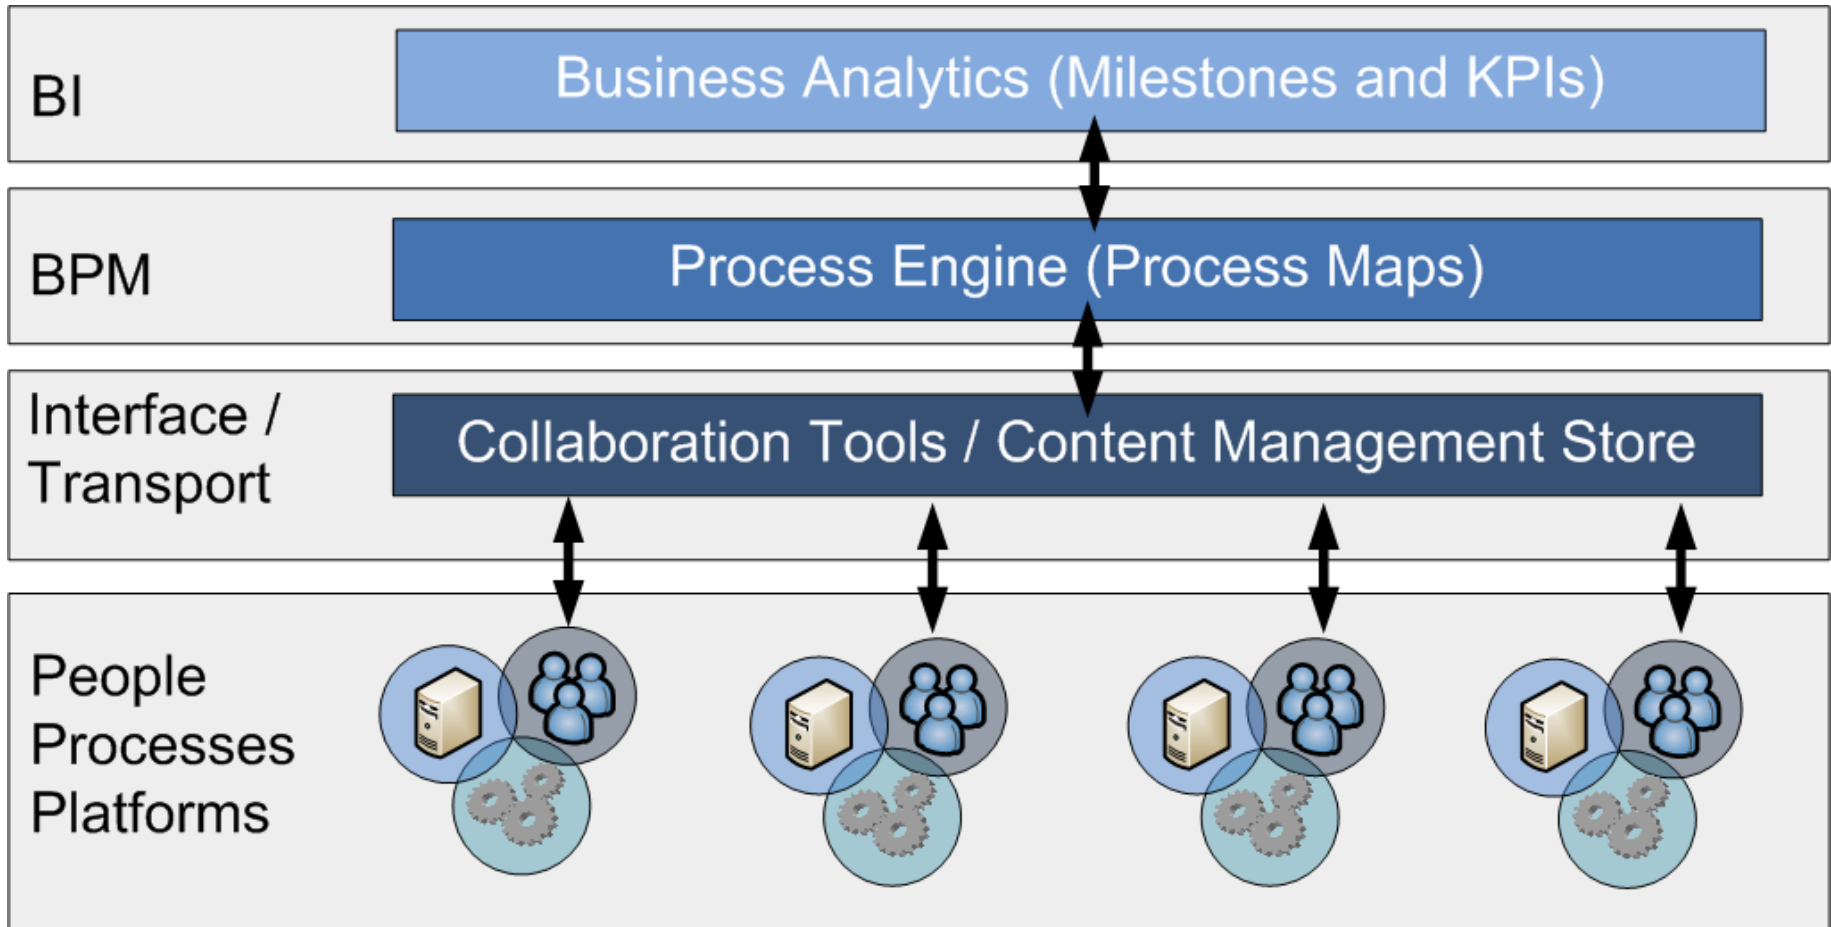 BI
Business Analytics (Milestones and KPIs)
BPM
Process Engine (Process Maps)
Interface /
Transport
Collaboration Tools / Content Management Store
People
Processes
Platforms